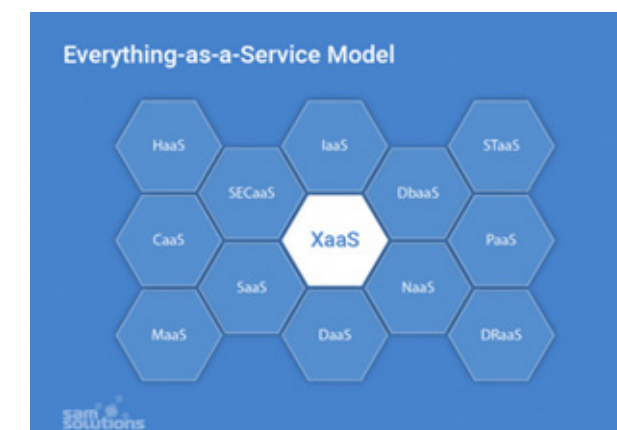 Everything-as-a-Service Model
HaaS
IaaS
STaaS
SECaaS
DbaaS
CaaS
XaaS
PaaS
SaaS
NaaS
MaaS
DaaS
DRaaS
sam
solutions